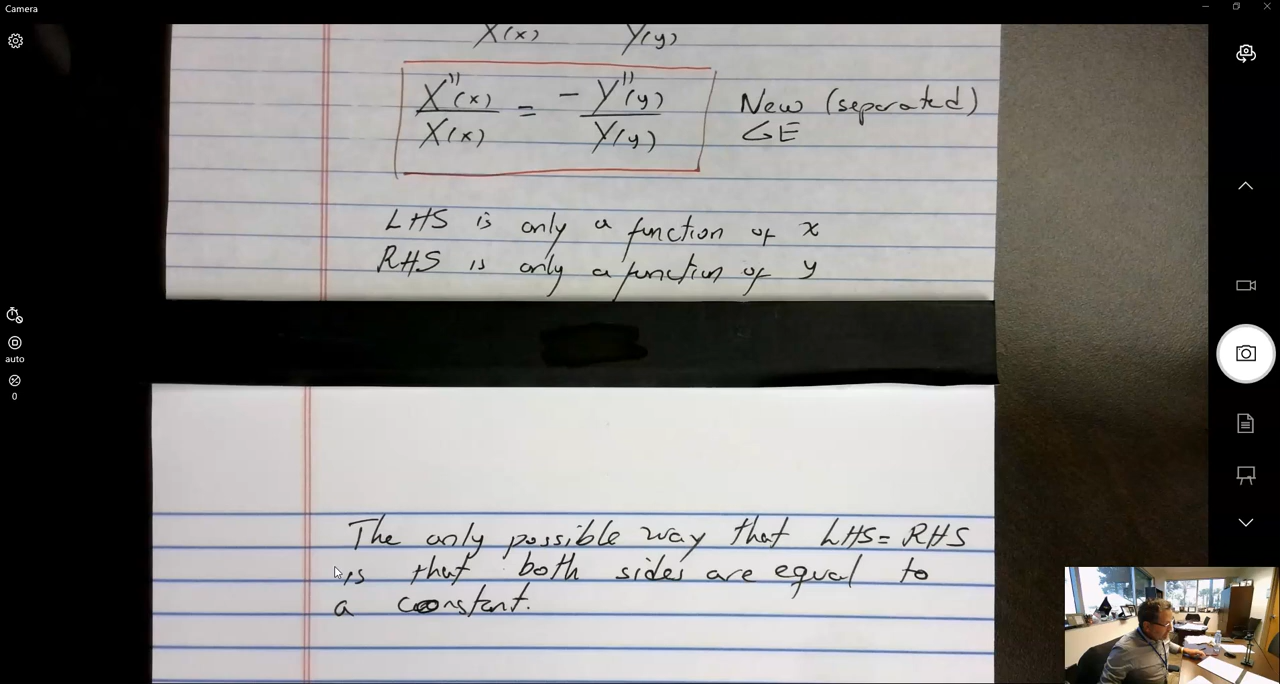 Camera
X(x) Y(y)
X''(x) / X(x) = - Y''(y) / Y(y)
New (separated)
GE
LHS is only a function of x
RHS is only a function of y
The only possible way that LHS = RHS
is that both sides are equal to
a constant.
auto
0